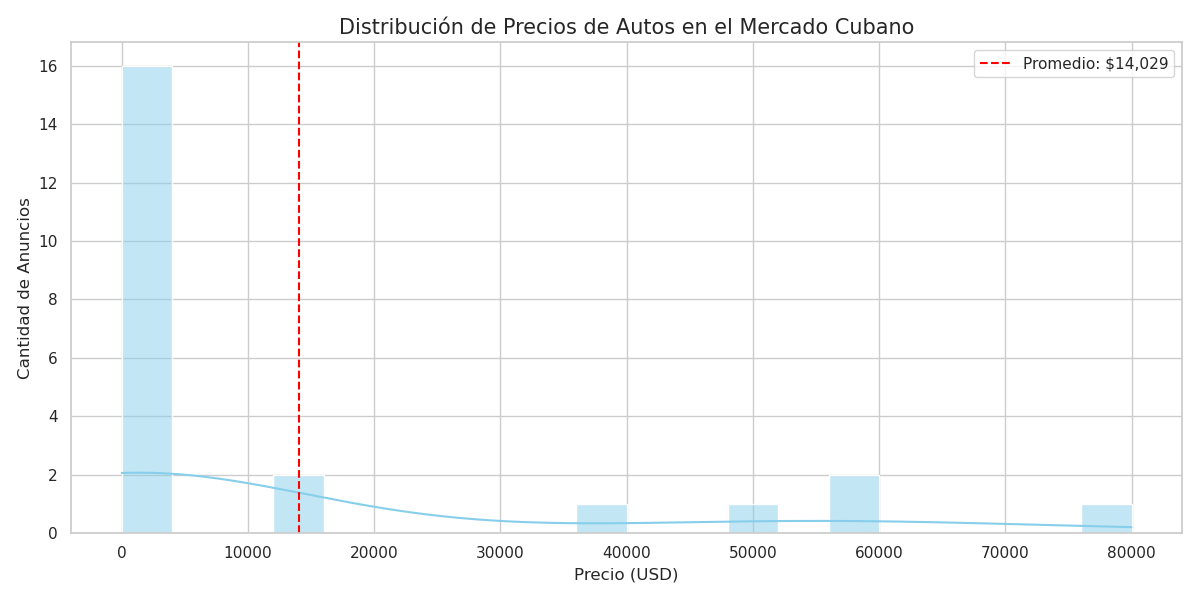 Distribución de Precios de Autos en el Mercado Cubano
Promedio: $14,029
Cantidad de Anuncios
16
14
12
10
8
6
4
2
0
0 10000 20000 30000 40000 50000 60000 70000 80000
Precio (USD)